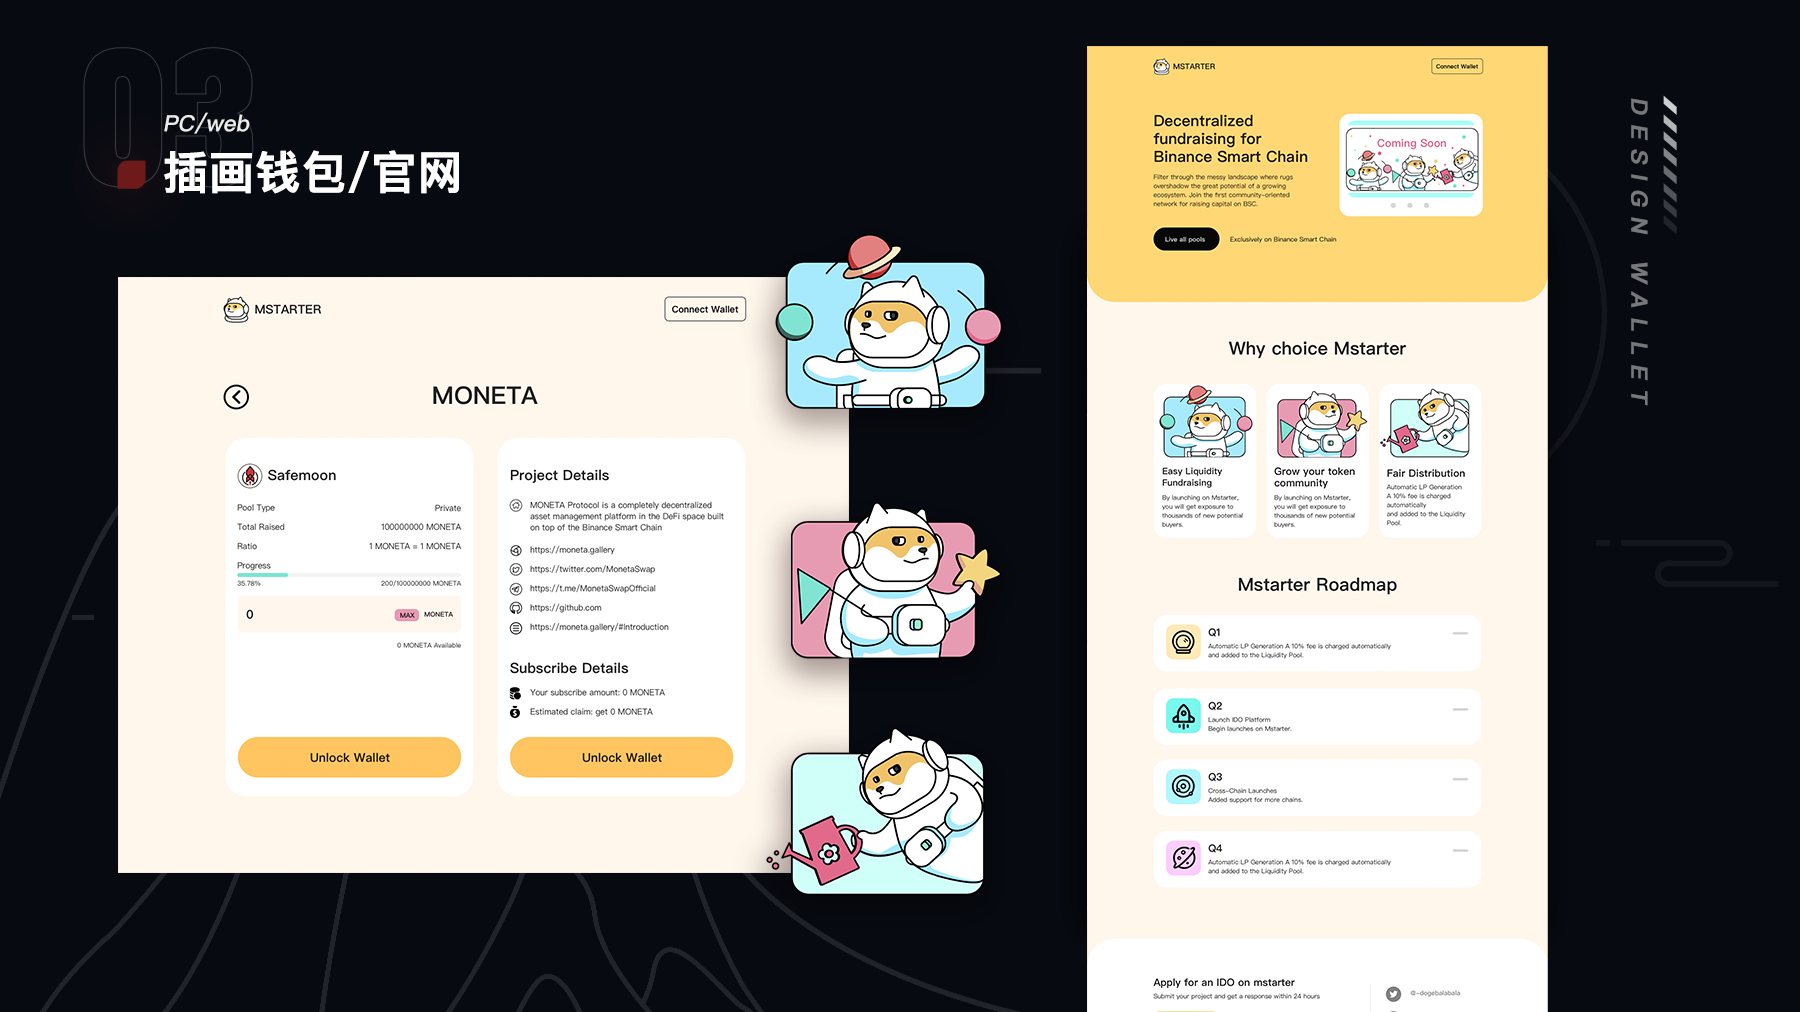 03
PC/web
插画钱包/官网
MSTARTER
Connect Wallet
MONETA
Safemoon
Pool Type
Private
Total Raised
100000000 MONETA
Ratio
1 MONETA = 1 MONETA
Progress
35.78%
200/100000000 MONETA
0
MAX
MONETA
0 MONETA Available
Unlock Wallet
Project Details
MONETA Protocol is a completely decentralized
asset management platform in the DeFi space built
on top of the Binance Smart Chain
https://moneta.gallery
https://twitter.com/MonetaSwap
https://t.me/MonetaSwapOfficial
https://github.com
https://moneta.gallery/#Introduction
Subscribe Details
Your subscribe amount: 0 MONETA
Estimated claim: get 0 MONETA
Unlock Wallet
MSTARTER
Connect Wallet
Decentralized
fundraising for
Binance Smart Chain
Filter through the messy landscape where rugs
overshadow the great potential of a growing
ecosystem. Join the first community-oriented
network for raising capital on BSC.
Live all pools
Exclusively on Binance Smart Chain
Coming Soon
Why choice Mstarter
Easy Liquidity
Fundraising
By launching on Mstarter,
you will get exposure to
thousands of new potential
buyers.
Grow your token
community
By launching on Mstarter,
you will get exposure to
thousands of new potential
buyers.
Fair Distribution
Automatic LP Generation
A 10% fee is charged
automatically
and added to the Liquidity
Pool.
Mstarter Roadmap
Q1
Automatic LP Generation A 10% fee is charged automatically
and added to the Liquidity Pool.
Q2
Launch IDO Platform
Begin launches on Mstarter.
Q3
Cross-Chain Launches
Added support for more chains.
Q4
Automatic LP Generation A 10% fee is charged automatically
and added to the Liquidity Pool.
Apply for an IDO on mstarter
Submit your project and get a response within 24 hours
@-dogebalabala
DESIGN WALLET